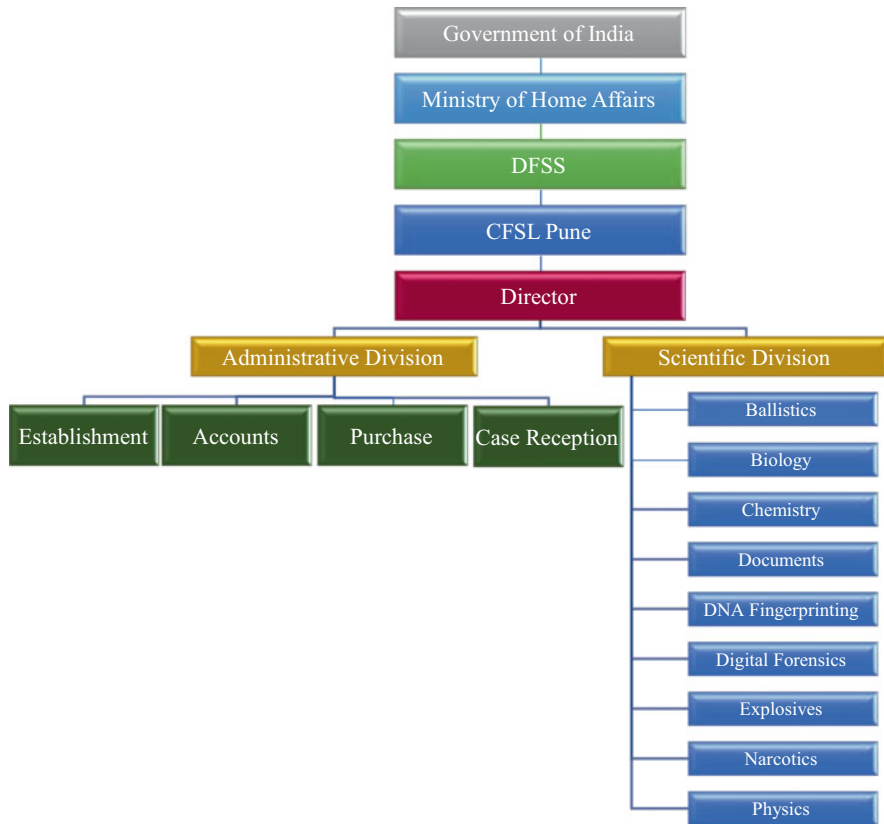 Government of India
Ministry of Home Affairs
DFSS
CFSL Pune
Director
Administrative Division
Scientific Division
Establishment
Accounts
Purchase
Case Reception
Ballistics
Biology
Chemistry
Documents
DNA Fingerprinting
Digital Forensics
Explosives
Narcotics
Physics